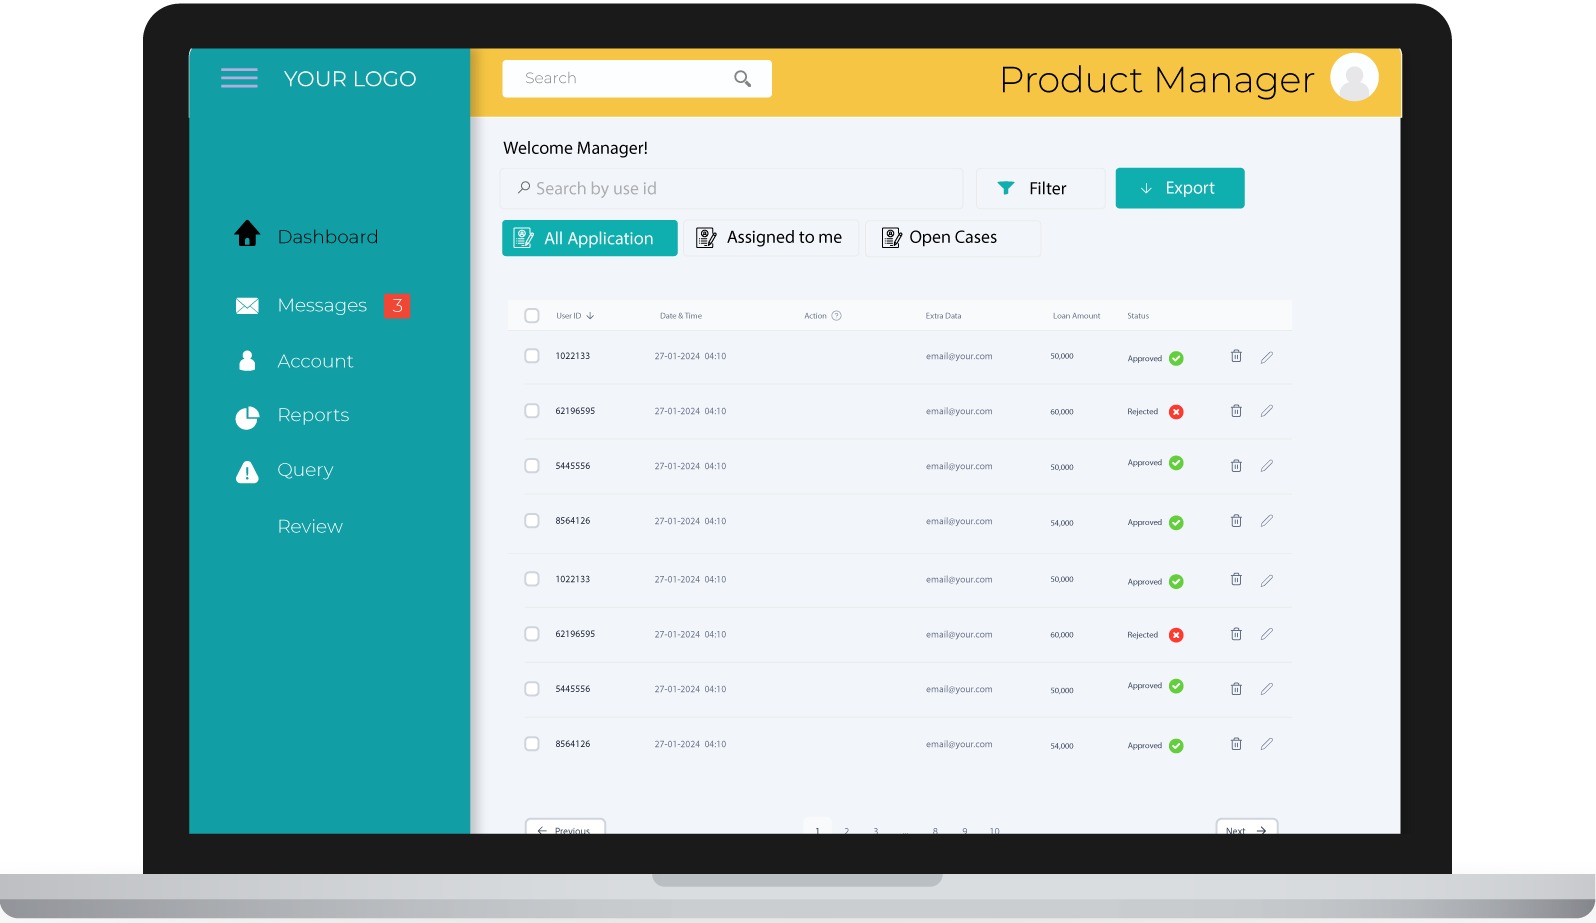 YOUR LOGO
Search
Product Manager
Welcome Manager!
Search by use id
Filter
Export
All Application
Assigned to me
Open Cases
Dashboard
Messages 3
Account
Reports
Query
Review
User ID Date & Time Action ? Extra Data Loan Amount Status
1022133 27-01-2024 04:10 email@your.com 50,000 Approved
62196595 27-01-2024 04:10 email@your.com 60,000 Rejected
5445556 27-01-2024 04:10 email@your.com 50,000 Approved
8564126 27-01-2024 04:10 email@your.com 54,000 Approved
1022133 27-01-2024 04:10 email@your.com 50,000 Approved
62196595 27-01-2024 04:10 email@your.com 60,000 Rejected
5445556 27-01-2024 04:10 email@your.com 50,000 Approved
8564126 27-01-2024 04:10 email@your.com 54,000 Approved
Previous 1 2 3 ... 8 9 10 Next